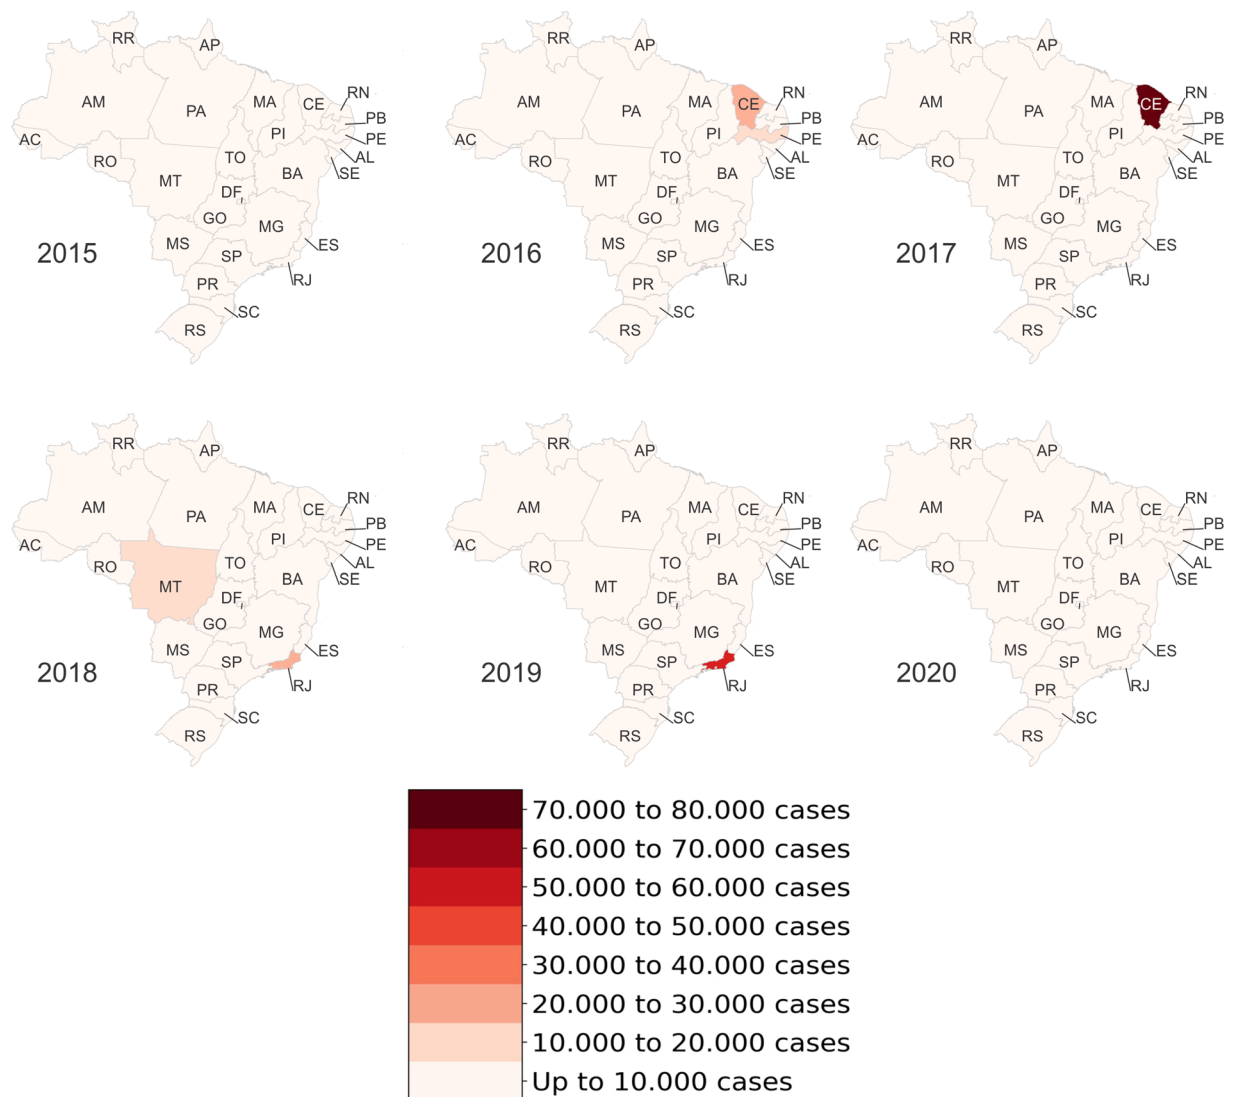 RR
AP
AM
PA
MA
CE
RN
PB
PI
PE
AC
AL
RO
TO
SE
MT
BA
DF
GO
MG
MS
ES
2015
SP
RJ
PR
SC
RS
RR
AP
AM
PA
MA
CE
RN
PB
PI
PE
AC
AL
RO
TO
SE
MT
BA
DF
GO
MG
MS
ES
2016
SP
RJ
PR
SC
RS
RR
AP
AM
PA
MA
CE
RN
PB
PI
PE
AC
AL
RO
TO
SE
MT
BA
DF
GO
MG
MS
ES
2017
SP
RJ
PR
SC
RS
RR
AP
AM
PA
MA
CE
RN
PB
PI
PE
AC
AL
RO
TO
SE
MT
BA
DF
GO
MG
MS
ES
2018
SP
RJ
PR
SC
RS
RR
AP
AM
PA
MA
CE
RN
PB
PI
PE
AC
AL
RO
TO
SE
MT
BA
DF
GO
MG
MS
ES
2019
SP
RJ
PR
SC
RS
RR
AP
AM
PA
MA
CE
RN
PB
PI
PE
AC
AL
RO
TO
SE
MT
BA
DF
GO
MG
MS
ES
2020
SP
RJ
PR
SC
RS
70.000 to 80.000 cases
60.000 to 70.000 cases
50.000 to 60.000 cases
40.000 to 50.000 cases
30.000 to 40.000 cases
20.000 to 30.000 cases
10.000 to 20.000 cases
Up to 10.000 cases